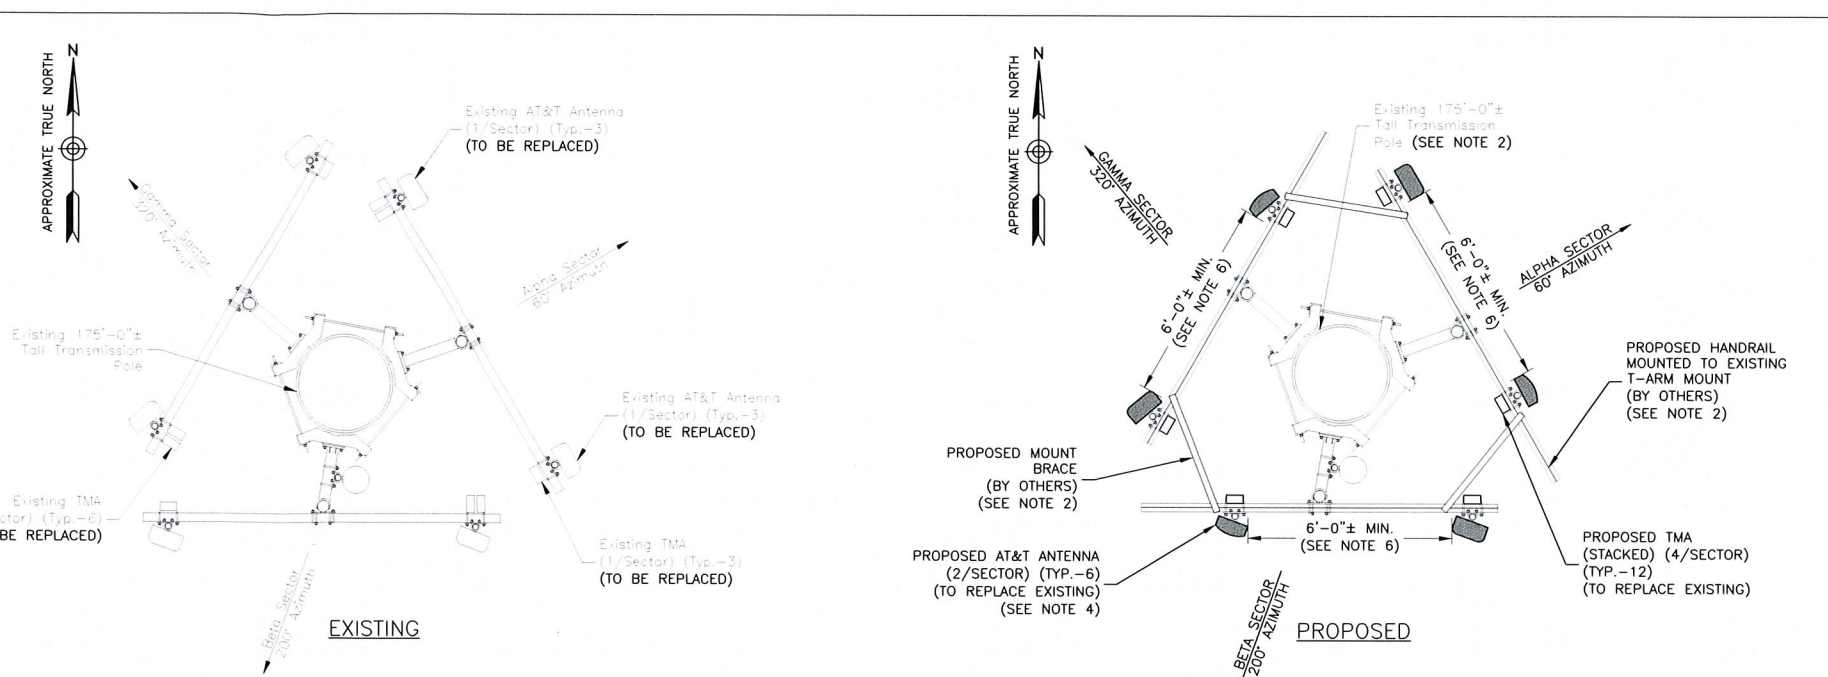 APPROXIMATE TRUE NORTH
N
Existing AT&T Antenna
(1/Sector) (Typ.-3)
(TO BE REPLACED)
Gamma Sector
320° Azimuth
Alpha Sector
60° Azimuth
Existing 175'-0"±
Tall Transmission
Pole
Existing AT&T Antenna
(1/Sector) (Typ.-3)
(TO BE REPLACED)
Existing TMA
(Typ.-6)
BE REPLACED)
Existing TMA
(1/Sector) (Typ.-3)
(TO BE REPLACED)
Beta Sector
200° Azimuth
EXISTING
APPROXIMATE TRUE NORTH
N
Existing 175'-0"±
Tall Transmission
Pole (SEE NOTE 2)
GAMMA SECTOR
320° AZIMUTH
ALPHA SECTOR
60° AZIMUTH
6'-0"± MIN.
(SEE NOTE 6)
6'-0"± MIN.
(SEE NOTE 6)
PROPOSED HANDRAIL
MOUNTED TO EXISTING
T-ARM MOUNT
(BY OTHERS)
(SEE NOTE 2)
PROPOSED MOUNT
BRACE
(BY OTHERS)
(SEE NOTE 2)
6'-0"± MIN.
(SEE NOTE 6)
PROPOSED AT&T ANTENNA
(2/SECTOR) (TYP.-6)
(TO REPLACE EXISTING)
(SEE NOTE 4)
PROPOSED TMA
(STACKED) (4/SECTOR)
(TYP.-12)
(TO REPLACE EXISTING)
BETA SECTOR
200° AZIMUTH
PROPOSED